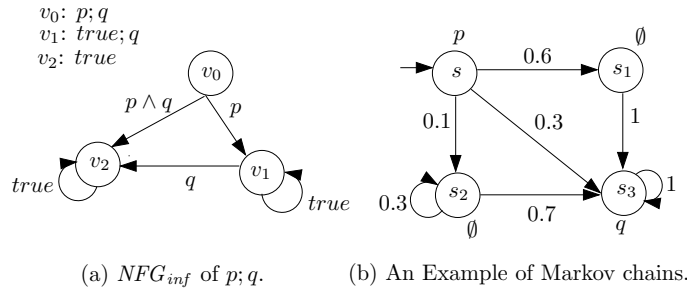 v0: p; q
v1: true; q
v2: true
v0
p ∧ q
p
v2
v1
q
true
true
p
∅
s
0.6
s1
0.1
0.3
1
0.3
s2
0.7
s3
1
∅
q
(a) NFGinf of p; q.
(b) An Example of Markov chains.